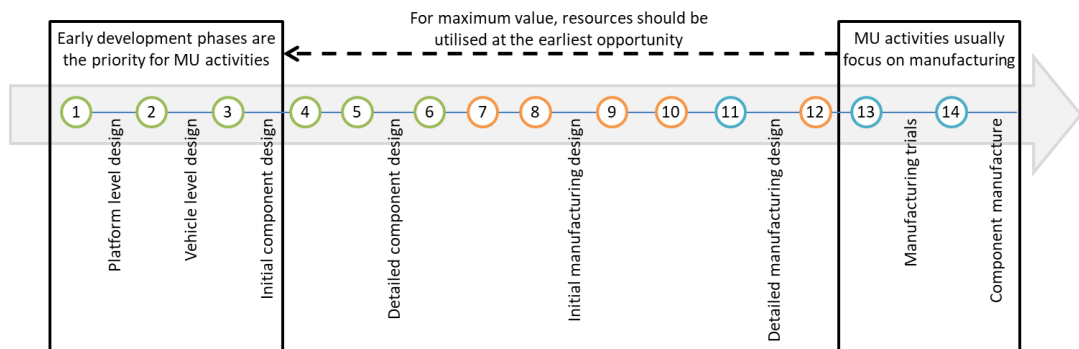 For maximum value, resources should be
utilised at the earliest opportunity
Early development phases are
the priority for MU activities
MU activities usually
focus on manufacturing
1
2
3
4
5
6
7
8
9
10
11
12
13
14
Platform level design
Vehicle level design
Initial component design
Detailed component design
Initial manufacturing design
Detailed manufacturing design
Manufacturing trials
Component manufacture